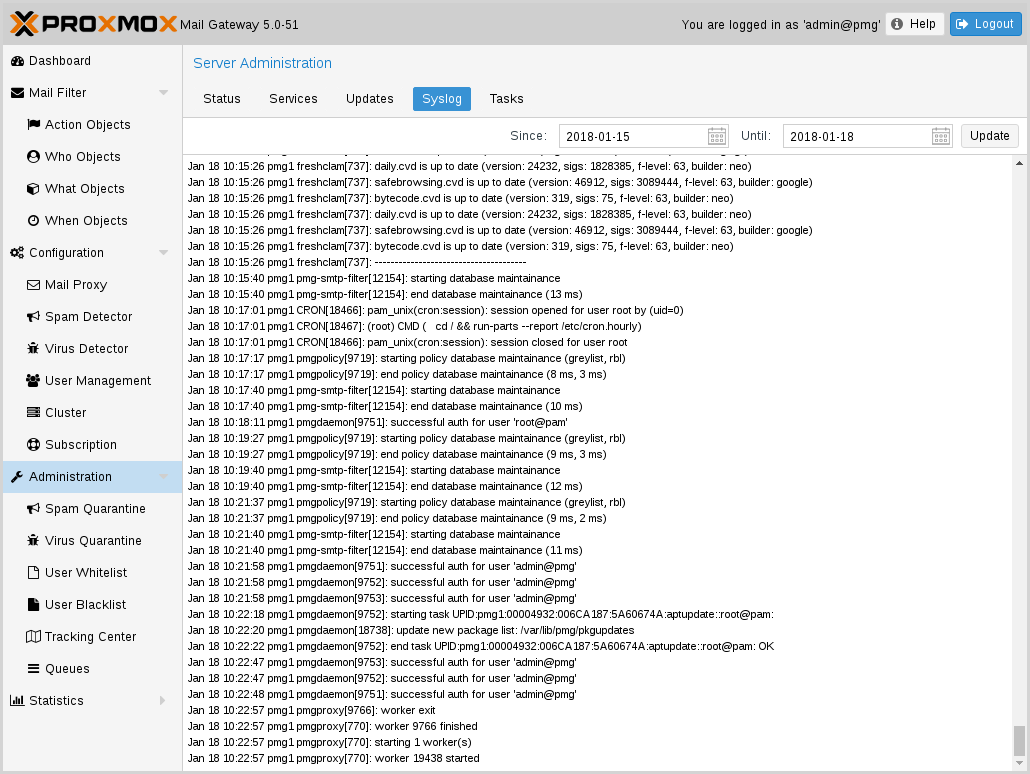 PROXMOX Mail Gateway 5.0-51
You are logged in as 'admin@pmg'
Help
Logout
Dashboard
Mail Filter
Action Objects
Who Objects
What Objects
When Objects
Configuration
Mail Proxy
Spam Detector
Virus Detector
User Management
Cluster
Subscription
Administration
Spam Quarantine
Virus Quarantine
User Whitelist
User Blacklist
Tracking Center
Queues
Statistics
Server Administration
Status
Services
Updates
Syslog
Tasks
Since: 2018-01-15
Until: 2018-01-18
Update
Jan 18 10:15:26 pmg1 freshclam[737]: daily.cvd is up to date (version: 24232, sigs: 1828385, f-level: 63, builder: neo)
Jan 18 10:15:26 pmg1 freshclam[737]: safebrowsing.cvd is up to date (version: 46912, sigs: 3089444, f-level: 63, builder: google)
Jan 18 10:15:26 pmg1 freshclam[737]: bytecode.cvd is up to date (version: 319, sigs: 75, f-level: 63, builder: neo)
Jan 18 10:15:26 pmg1 freshclam[737]: daily.cvd is up to date (version: 24232, sigs: 1828385, f-level: 63, builder: neo)
Jan 18 10:15:26 pmg1 freshclam[737]: safebrowsing.cvd is up to date (version: 46912, sigs: 3089444, f-level: 63, builder: google)
Jan 18 10:15:26 pmg1 freshclam[737]: bytecode.cvd is up to date (version: 319, sigs: 75, f-level: 63, builder: neo)
Jan 18 10:15:26 pmg1 freshclam[737]: --------------------------------------
Jan 18 10:15:40 pmg1 pmg-smtp-filter[12154]: starting database maintainance
Jan 18 10:15:40 pmg1 pmg-smtp-filter[12154]: end database maintainance (13 ms)
Jan 18 10:17:01 pmg1 CRON[18466]: pam_unix(cron:session): session opened for user root by (uid=0)
Jan 18 10:17:01 pmg1 CRON[18467]: (root) CMD (   cd / && run-parts --report /etc/cron.hourly)
Jan 18 10:17:01 pmg1 CRON[18466]: pam_unix(cron:session): session closed for user root
Jan 18 10:17:17 pmg1 pmgpolicy[9719]: starting policy database maintainance (greylist, rbl)
Jan 18 10:17:17 pmg1 pmgpolicy[9719]: end policy database maintainance (8 ms, 3 ms)
Jan 18 10:17:40 pmg1 pmg-smtp-filter[12154]: starting database maintainance
Jan 18 10:17:40 pmg1 pmg-smtp-filter[12154]: end database maintainance (10 ms)
Jan 18 10:18:11 pmg1 pmgdaemon[9751]: successful auth for user 'root@pam'
Jan 18 10:19:27 pmg1 pmgpolicy[9719]: starting policy database maintainance (greylist, rbl)
Jan 18 10:19:27 pmg1 pmgpolicy[9719]: end policy database maintainance (9 ms, 3 ms)
Jan 18 10:19:40 pmg1 pmg-smtp-filter[12154]: starting database maintainance
Jan 18 10:19:40 pmg1 pmg-smtp-filter[12154]: end database maintainance (12 ms)
Jan 18 10:21:37 pmg1 pmgpolicy[9719]: starting policy database maintainance (greylist, rbl)
Jan 18 10:21:37 pmg1 pmgpolicy[9719]: end policy database maintainance (9 ms, 2 ms)
Jan 18 10:21:40 pmg1 pmg-smtp-filter[12154]: starting database maintainance
Jan 18 10:21:40 pmg1 pmg-smtp-filter[12154]: end database maintainance (11 ms)
Jan 18 10:21:58 pmg1 pmgdaemon[9751]: successful auth for user 'admin@pmg'
Jan 18 10:21:58 pmg1 pmgdaemon[9752]: successful auth for user 'admin@pmg'
Jan 18 10:21:58 pmg1 pmgdaemon[9753]: successful auth for user 'admin@pmg'
Jan 18 10:22:18 pmg1 pmgdaemon[9752]: starting task UPID:pmg1:00004932:006CA187:5A60674A:aptupdate::root@pam:
Jan 18 10:22:20 pmg1 pmgdaemon[18738]: update new package list: /var/lib/pmg/pkgupdates
Jan 18 10:22:22 pmg1 pmgdaemon[9752]: end task UPID:pmg1:00004932:006CA187:5A60674A:aptupdate::root@pam: OK
Jan 18 10:22:47 pmg1 pmgdaemon[9753]: successful auth for user 'admin@pmg'
Jan 18 10:22:47 pmg1 pmgdaemon[9752]: successful auth for user 'admin@pmg'
Jan 18 10:22:48 pmg1 pmgdaemon[9751]: successful auth for user 'admin@pmg'
Jan 18 10:22:57 pmg1 pmgproxy[9766]: worker exit
Jan 18 10:22:57 pmg1 pmgproxy[770]: worker 9766 finished
Jan 18 10:22:57 pmg1 pmgproxy[770]: starting 1 worker(s)
Jan 18 10:22:57 pmg1 pmgproxy[770]: worker 19438 started